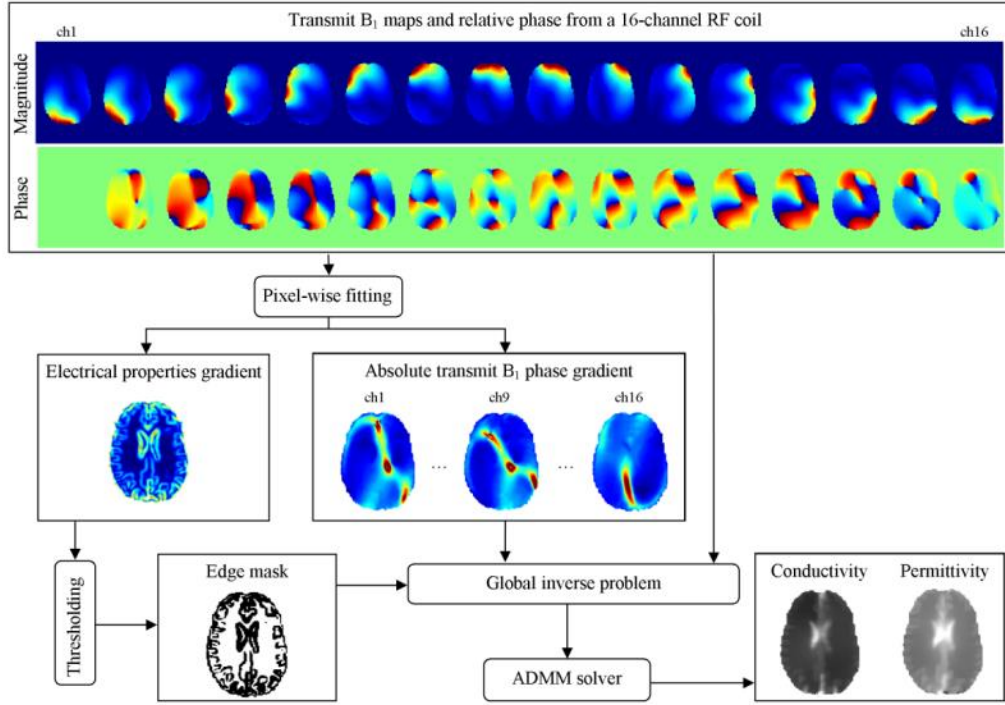 Transmit B₁ maps and relative phase from a 16-channel RF coil
ch1
ch16
Magnitude
Phase
Pixel-wise fitting
Electrical properties gradient
Absolute transmit B₁ phase gradient
ch1
ch9
ch16
...
...
Thresholding
Edge mask
Global inverse problem
ADMM solver
Conductivity
Permittivity